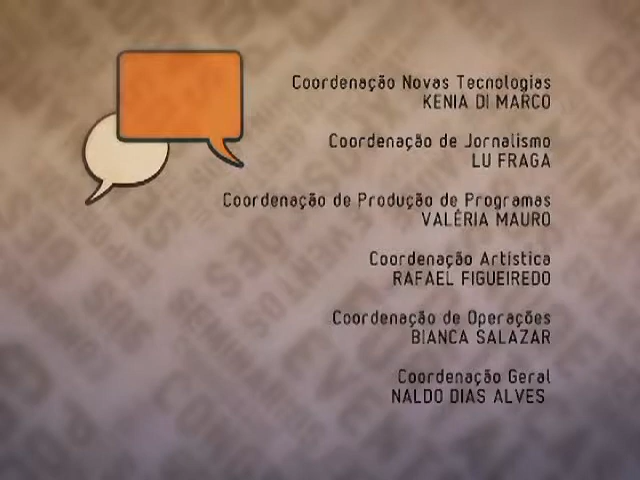 Coordenação Novas Tecnologias
KENIA DI MARCO
Coordenação de Jornalismo
LU FRAGA
Coordenação de Produção de Programas
VALÉRIA MAURO
Coordenação Artística
RAFAEL FIGUEIREDO
Coordenação de Operações
BIANCA SALAZAR
Coordenação Geral
NALDO DIAS ALVES